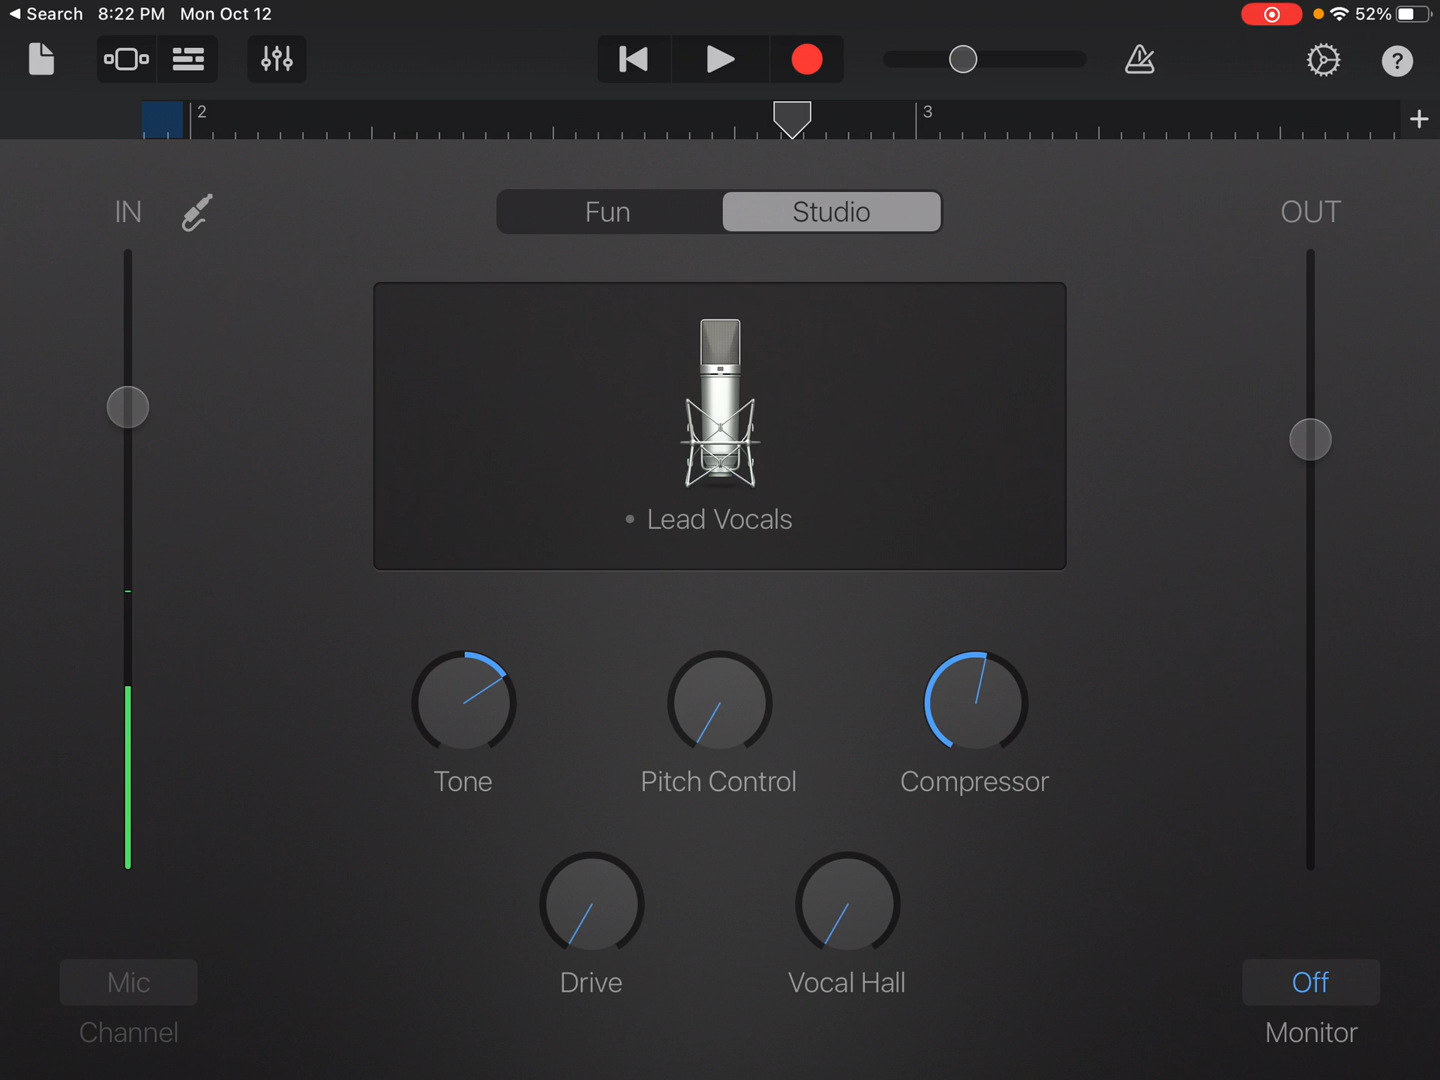 Search 8:22 PM Mon Oct 12
52%
?
2
3
IN
Fun
Studio
OUT
Lead Vocals
Tone
Pitch Control
Compressor
Drive
Vocal Hall
Mic
Channel
Off
Monitor